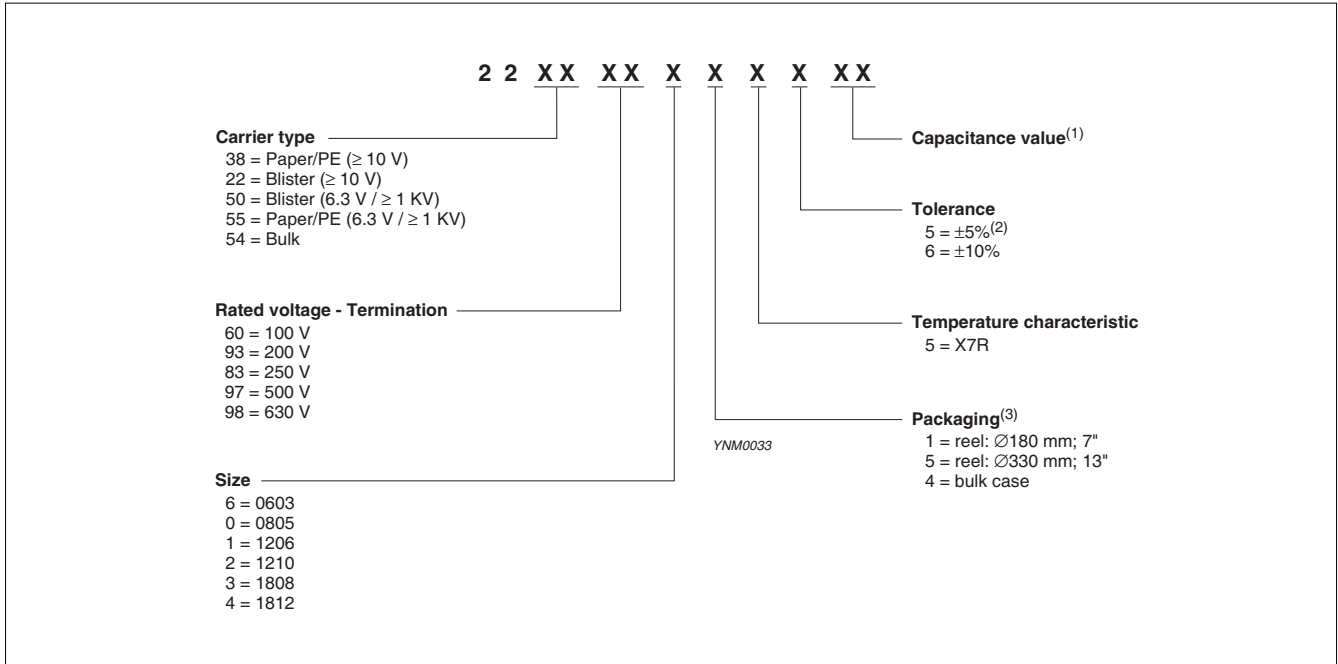 2 2 X X X X X X X X X X
Carrier type
38 = Paper/PE (≥ 10 V)
22 = Blister (≥ 10 V)
50 = Blister (6.3 V / ≥ 1 KV)
55 = Paper/PE (6.3 V / ≥ 1 KV)
54 = Bulk
Rated voltage - Termination
60 = 100 V
93 = 200 V
83 = 250 V
97 = 500 V
98 = 630 V
Size
6 = 0603
0 = 0805
1 = 1206
2 = 1210
3 = 1808
4 = 1812
Capacitance value(1)
Tolerance
5 = ±5%(2)
6 = ±10%
Temperature characteristic
5 = X7R
Packaging(3)
1 = reel: ∅180 mm; 7"
5 = reel: ∅330 mm; 13"
4 = bulk case
YNM0033